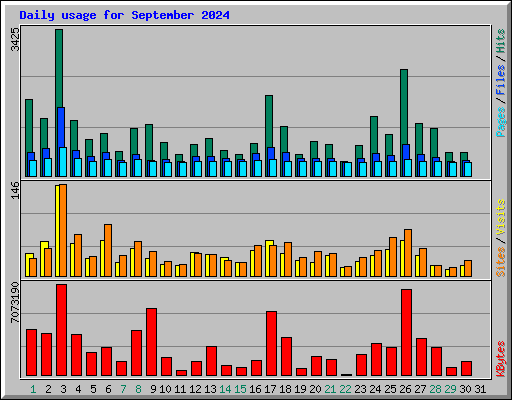 Daily usage for September 2024
3425
Pages / Files / Hits
146
Sites / Visits
7073190
KBytes
1 2 3 4 5 6 7 8 9 10 11 12 13 14 15 16 17 18 19 20 21 22 23 24 25 26 27 28 29 30 31